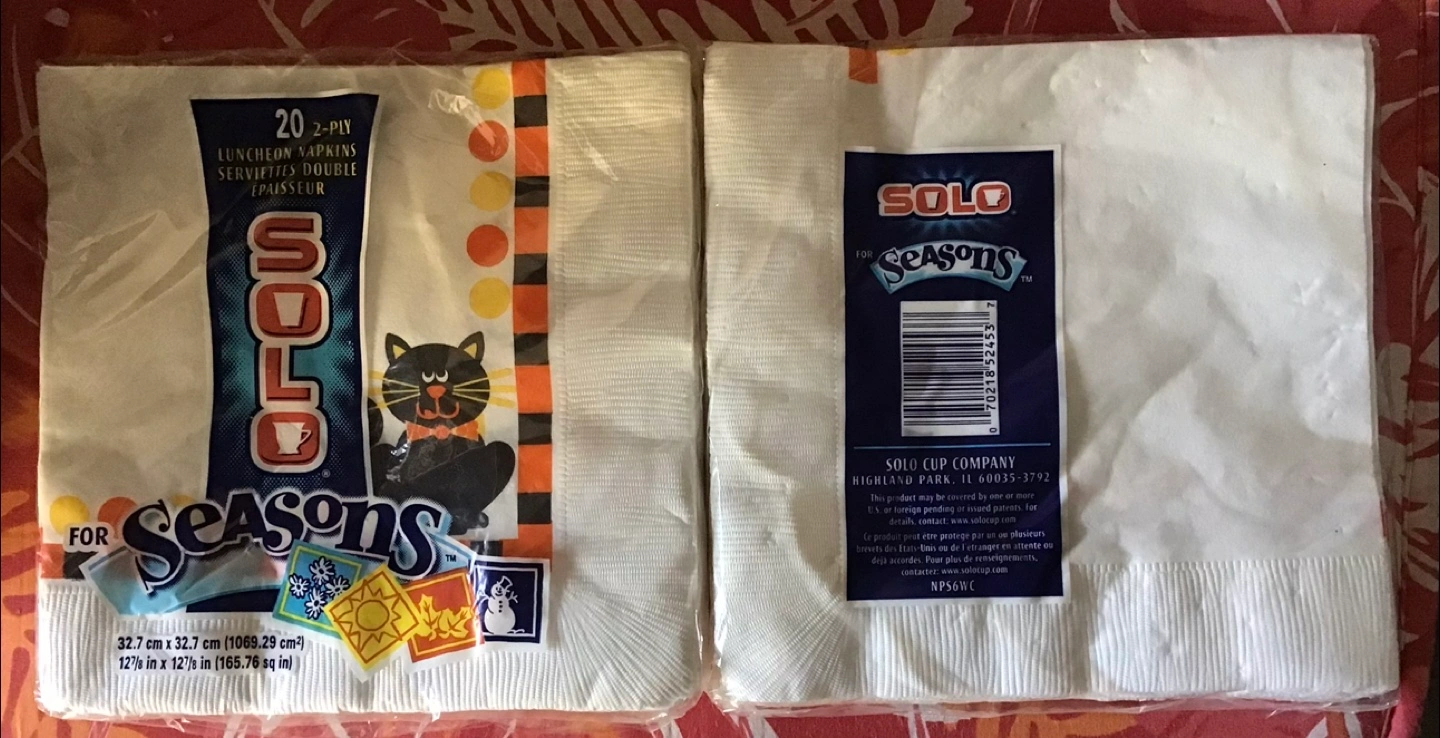 20 2-PLY
LUNCHEON NAPKINS
SERVIETTES DOUBLE
ÉPAISSEUR
SOLO®
FOR Seasons™
32.7 cm x 32.7 cm (1069.29 cm²)
12⅞ in x 12⅞ in (165.76 sq in)
SOLO
FOR Seasons™
0 70218 52453 7
SOLO CUP COMPANY
HIGHLAND PARK, IL 60035-3792
This product may be covered by one or more
U.S. or foreign pending or issued patents. For
details, contact: www.solocup.com
Ce produit peut être protégé par un ou plusieurs
brevets des États-Unis ou de l'étranger en attente ou
déjà accordés. Pour plus de renseignements,
contactez: www.solocup.com
NPS6WC